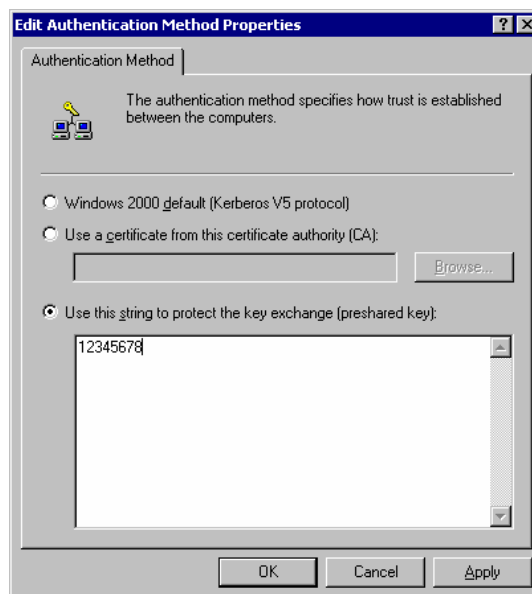 Edit Authentication Method Properties
Authentication Method
The authentication method specifies how trust is established
between the computers.
Windows 2000 default (Kerberos V5 protocol)
Use a certificate from this certificate authority (CA):
Browse...
Use this string to protect the key exchange (preshared key):
12345678
OK Cancel Apply